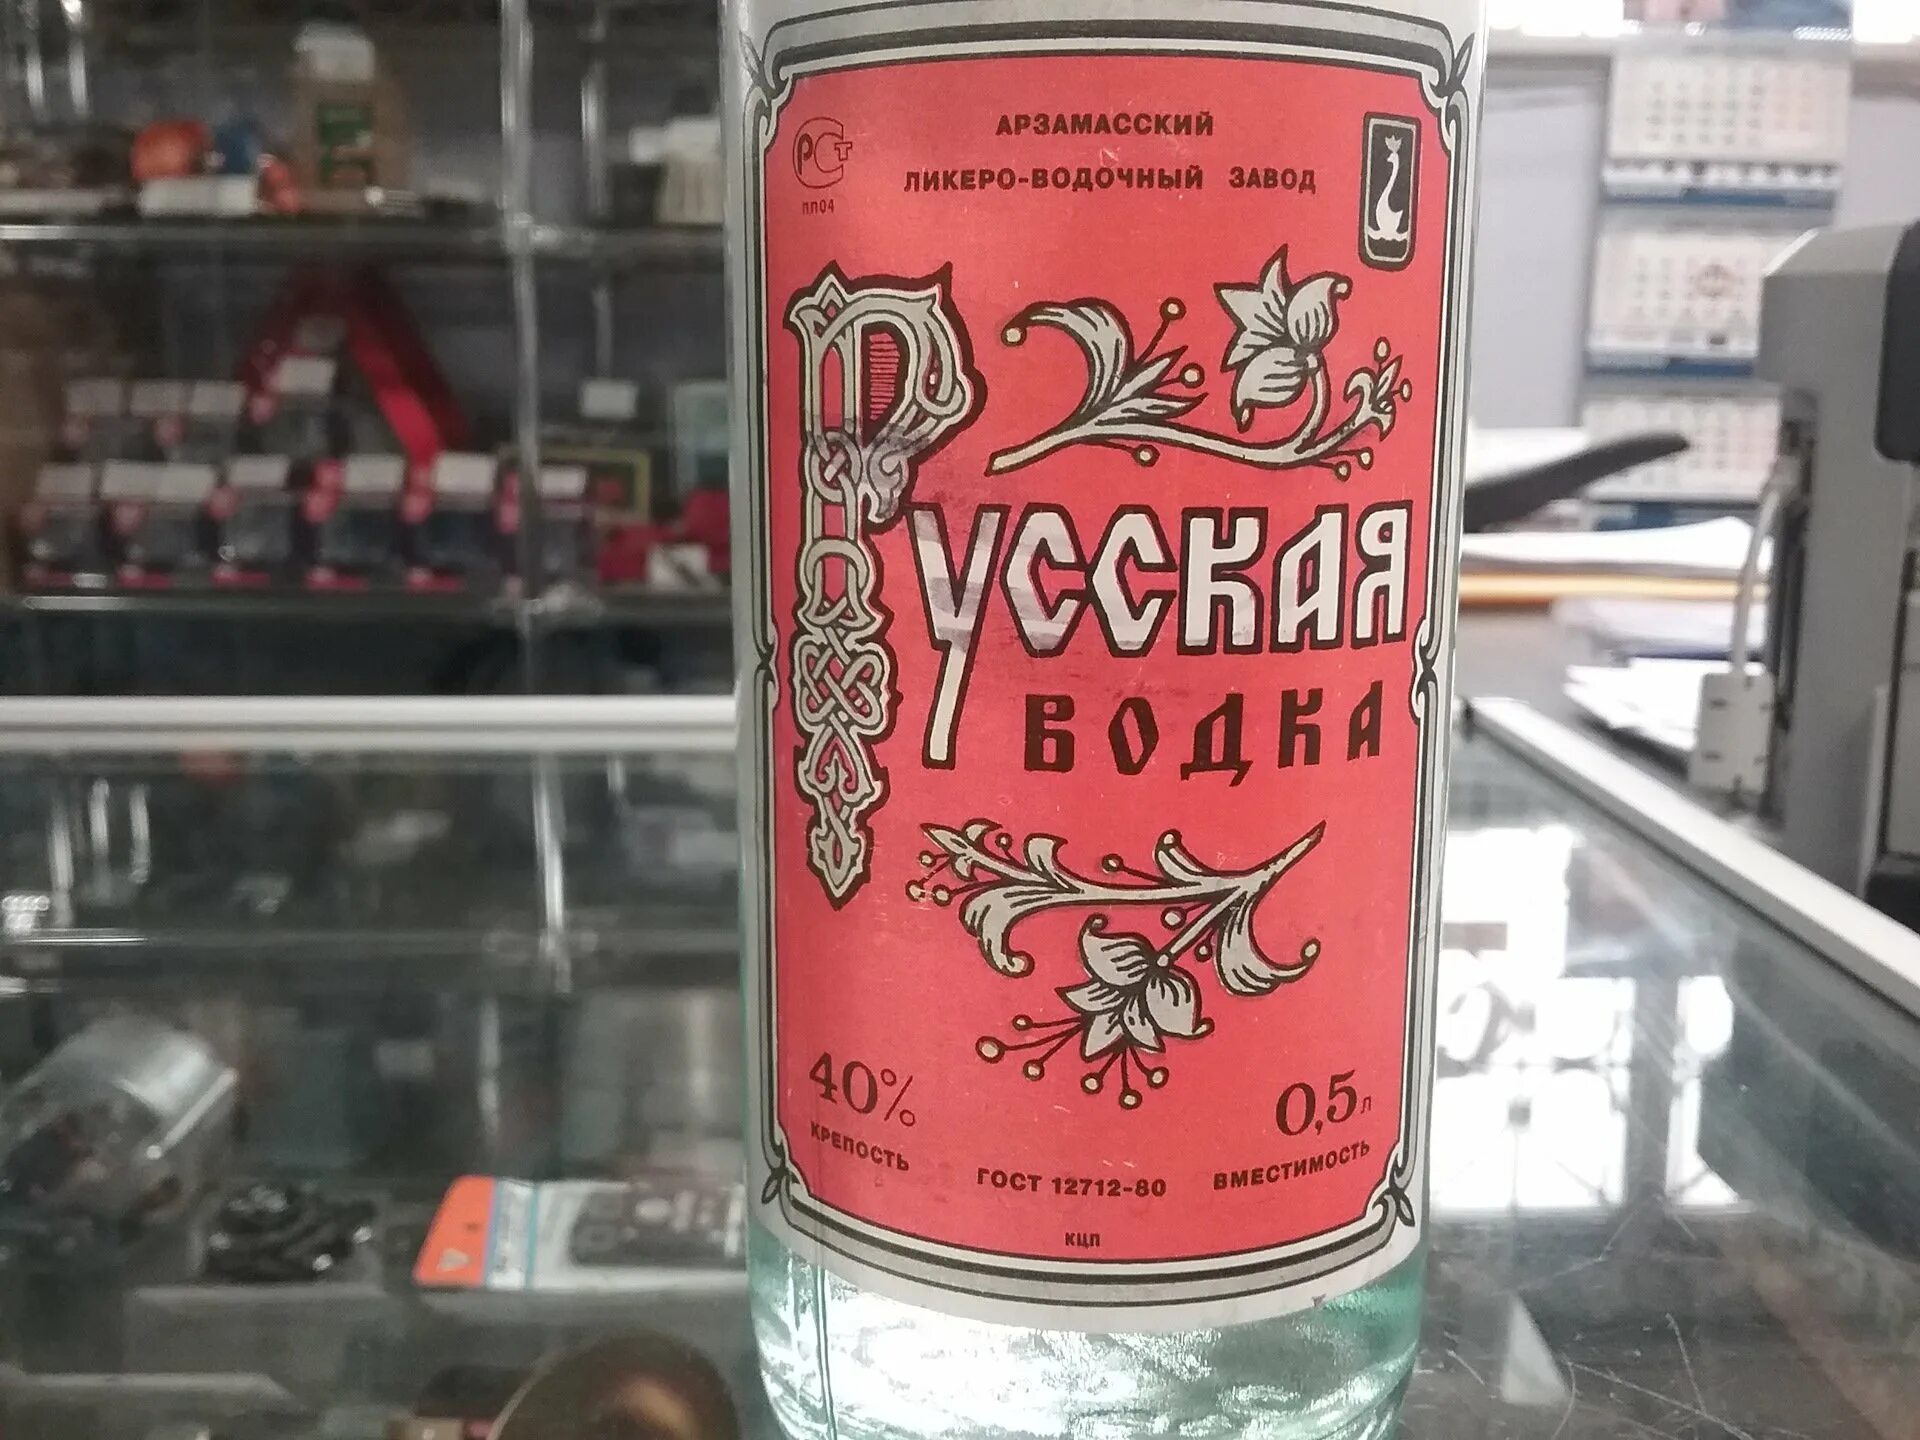 АРЗАМАССКИЙ
ЛИКЕРО-ВОДОЧНЫЙ ЗАВОД
РСТ
ПП04
Русская
ВОДКА
40%
КРЕПОСТЬ
0,5л
ВМЕСТИМОСТЬ
ГОСТ 12712-80
КЦП